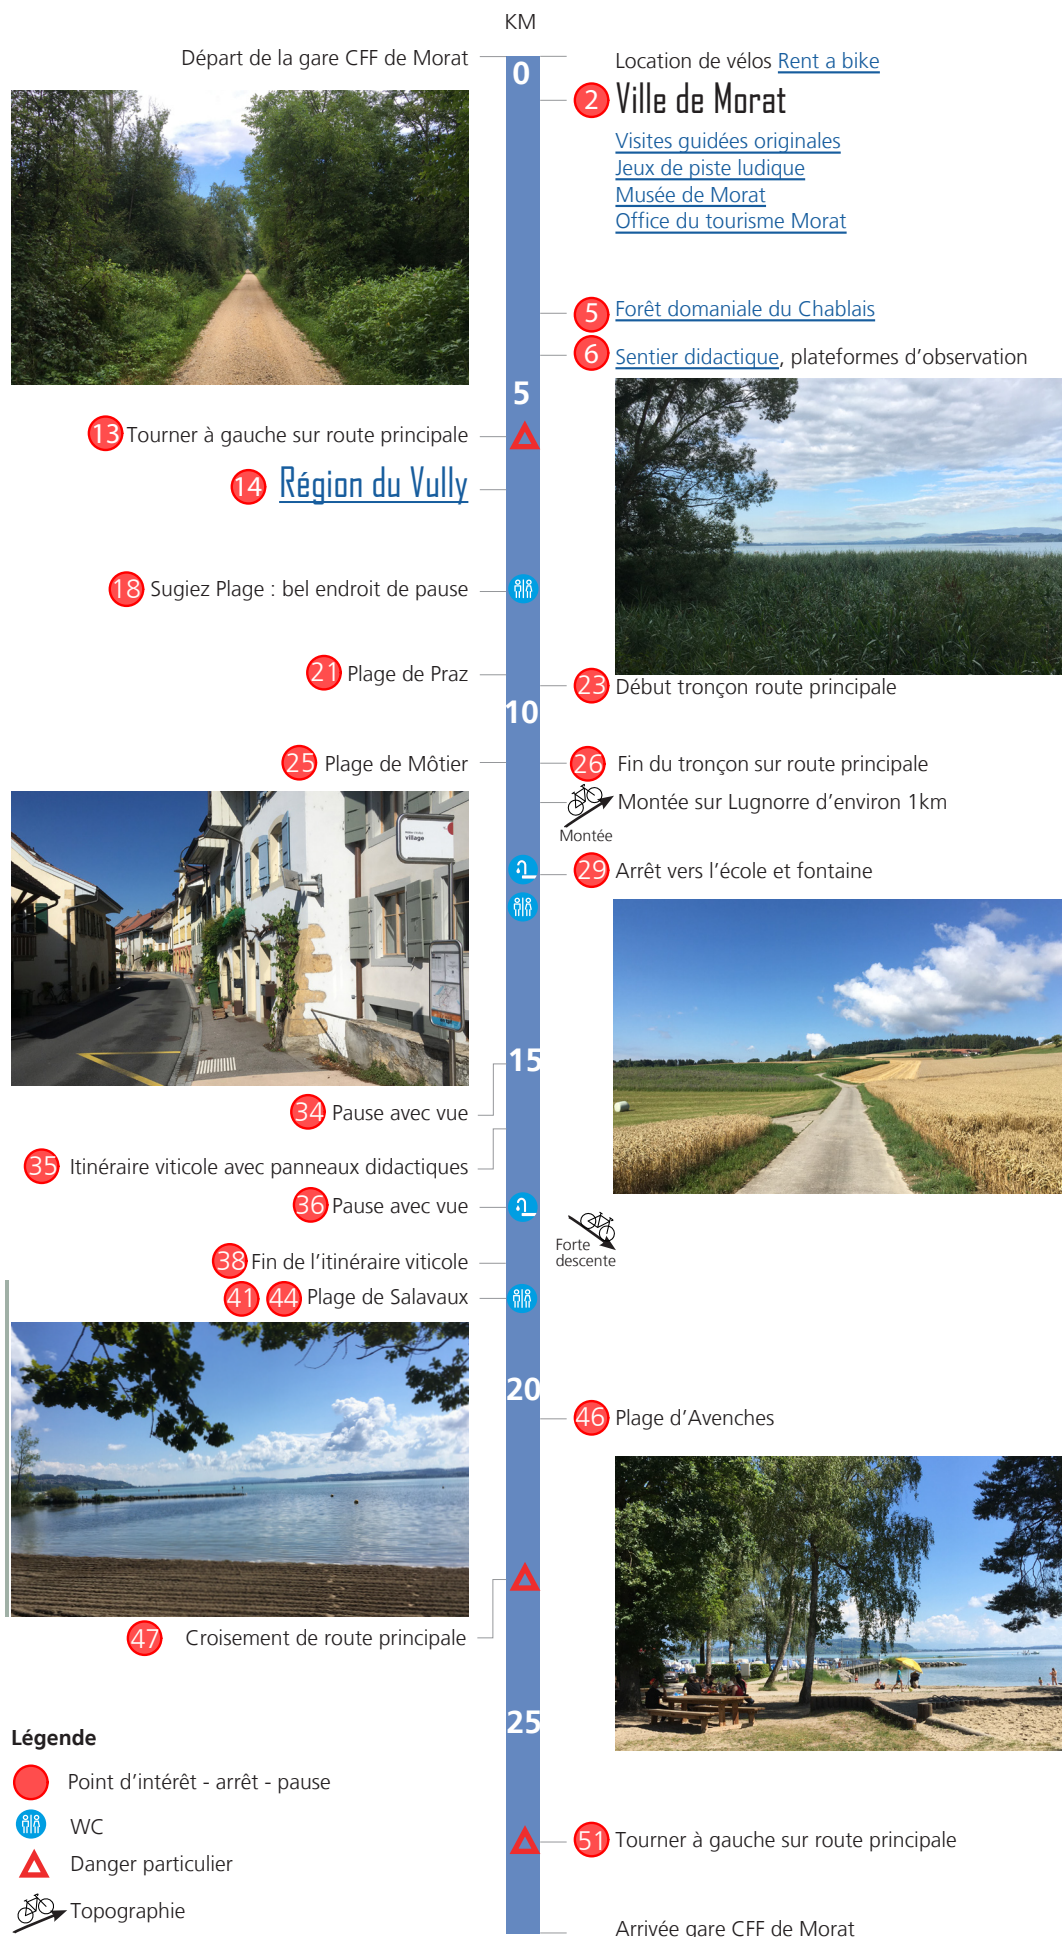 KM
Départ de la gare CFF de Morat
0
Location de vélos Rent a bike
2 Ville de Morat
Visites guidées originales
Jeux de piste ludique
Musée de Morat
Office du tourisme Morat
5 Forêt domaniale du Chablais
6 Sentier didactique, plateformes d'observation
5
13 Tourner à gauche sur route principale
14 Région du Vully
18 Sugiez Plage : bel endroit de pause
21 Plage de Praz
23 Début tronçon route principale
10
25 Plage de Môtier
26 Fin du tronçon sur route principale
Montée sur Lugnorre d'environ 1km
Montée
village
29 Arrêt vers l'école et fontaine
15
34 Pause avec vue
35 Itinéraire viticole avec panneaux didactiques
36 Pause avec vue
Forte
descente
38 Fin de l'itinéraire viticole
41 44 Plage de Salavaux
20
46 Plage d'Avenches
47 Croisement de route principale
25
Légende
Point d'intérêt - arrêt - pause
WC
Danger particulier
Topographie
51 Tourner à gauche sur route principale
Arrivée gare CFF de Morat